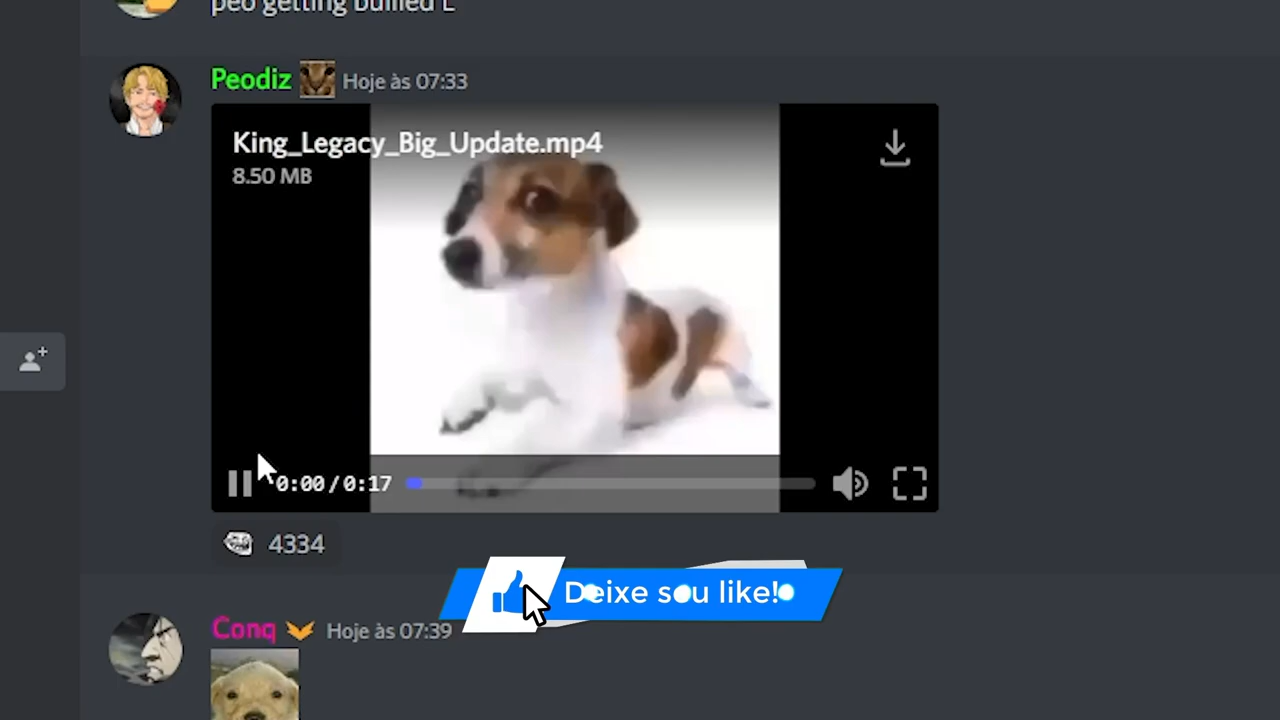 peo getting bullied L
Peodiz Hoje às 07:33
King_Legacy_Big_Update.mp4
8.50 MB
0:00/0:17
4334
Deixe seu like!
Conq Hoje às 07:39